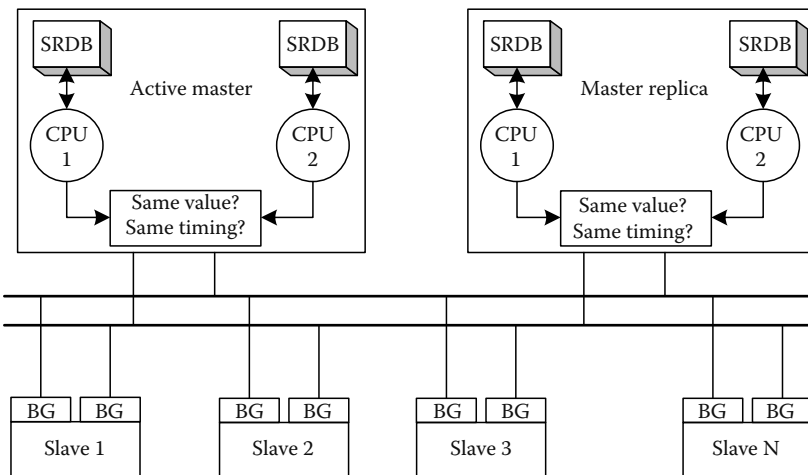 SRDB
SRDB
SRDB
SRDB
Active master
Master replica
CPU
1
CPU
2
CPU
1
CPU
2
Same value?
Same timing?
Same value?
Same timing?
BG
BG
BG
BG
BG
BG
BG
BG
Slave 1
Slave 2
Slave 3
Slave N